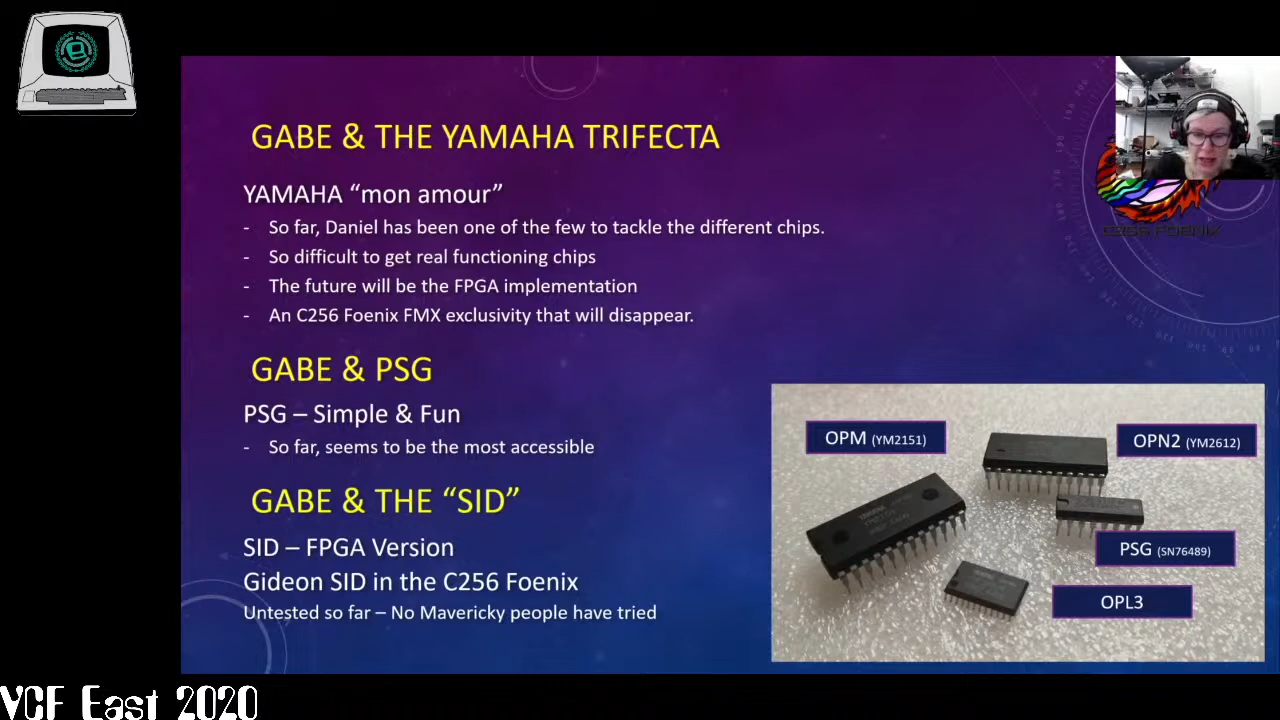 GABE & THE YAMAHA TRIFECTA
YAMAHA “mon amour”
- So far, Daniel has been one of the few to tackle the different chips.
- So difficult to get real functioning chips
- The future will be the FPGA implementation
- An C256 Foenix FMX exclusivity that will disappear.
GABE & PSG
PSG – Simple & Fun
- So far, seems to be the most accessible
GABE & THE “SID”
SID – FPGA Version
Gideon SID in the C256 Foenix
Untested so far – No Mavericky people have tried
C256 FOENIX
OPM (YM2151)
OPN2 (YM2612)
PSG (SN76489)
OPL3
VCF East 2020